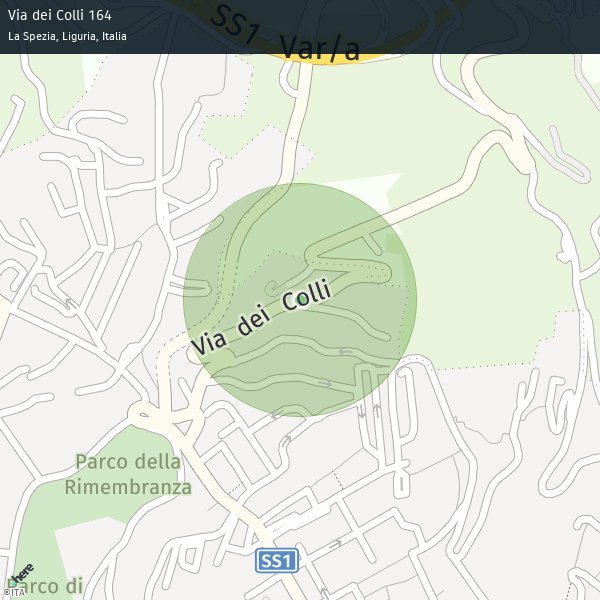 Via dei Colli 164
La Spezia, Liguria, Italia
SS1 Var/a
Via dei Colli
Parco della
Rimembranza
SS1
here
Parco di
©ITA